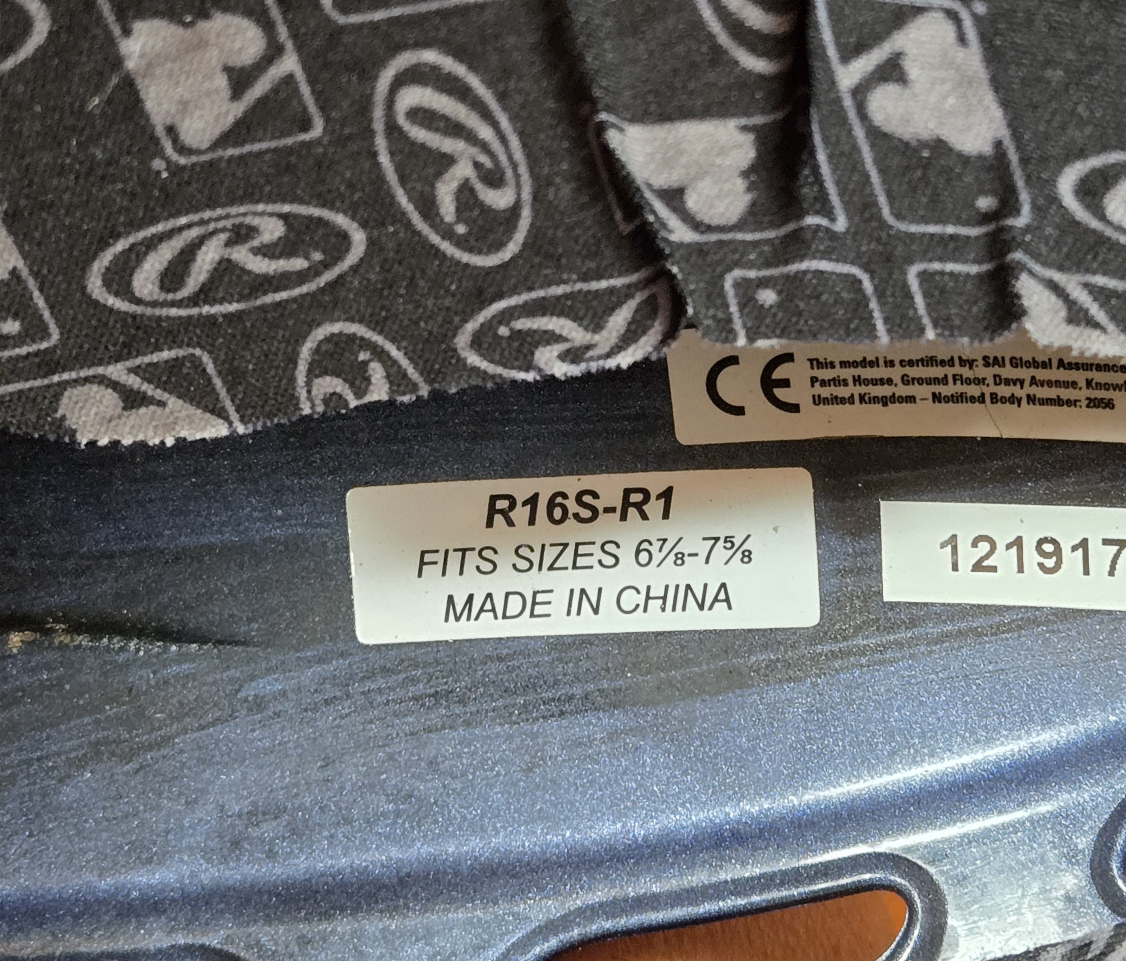 This model is certified by: SAI Global Assurance
Partis House, Ground Floor, Davy Avenue,
United Kingdom – Notified Body Number: 2056
CE
R16S-R1
FITS SIZES 6⅞-7⅝
MADE IN CHINA
121917
R
R
R
R